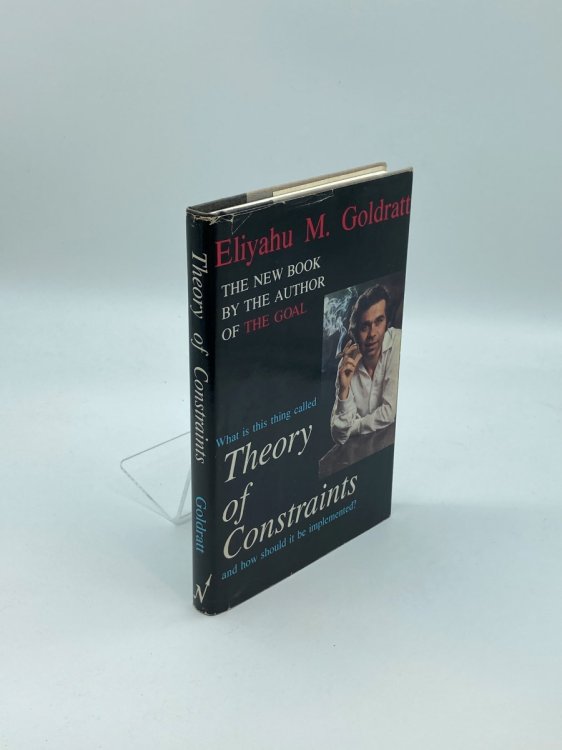 Eliyahu M. Goldratt
THE NEW BOOK
BY THE AUTHOR
OF THE GOAL
What is this thing called
Theory
of
Constraints
and how should it be implemented?
Theory of Constraints
Goldratt
N